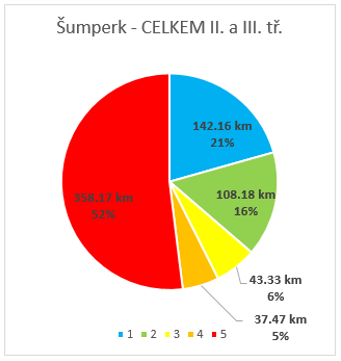 Šumperk - CELKEM II. a III. tř.
142.16 km
21%
108.18 km
16%
358.17 km
52%
43.33 km
6%
37.47 km
5%
1 2 3 4 5